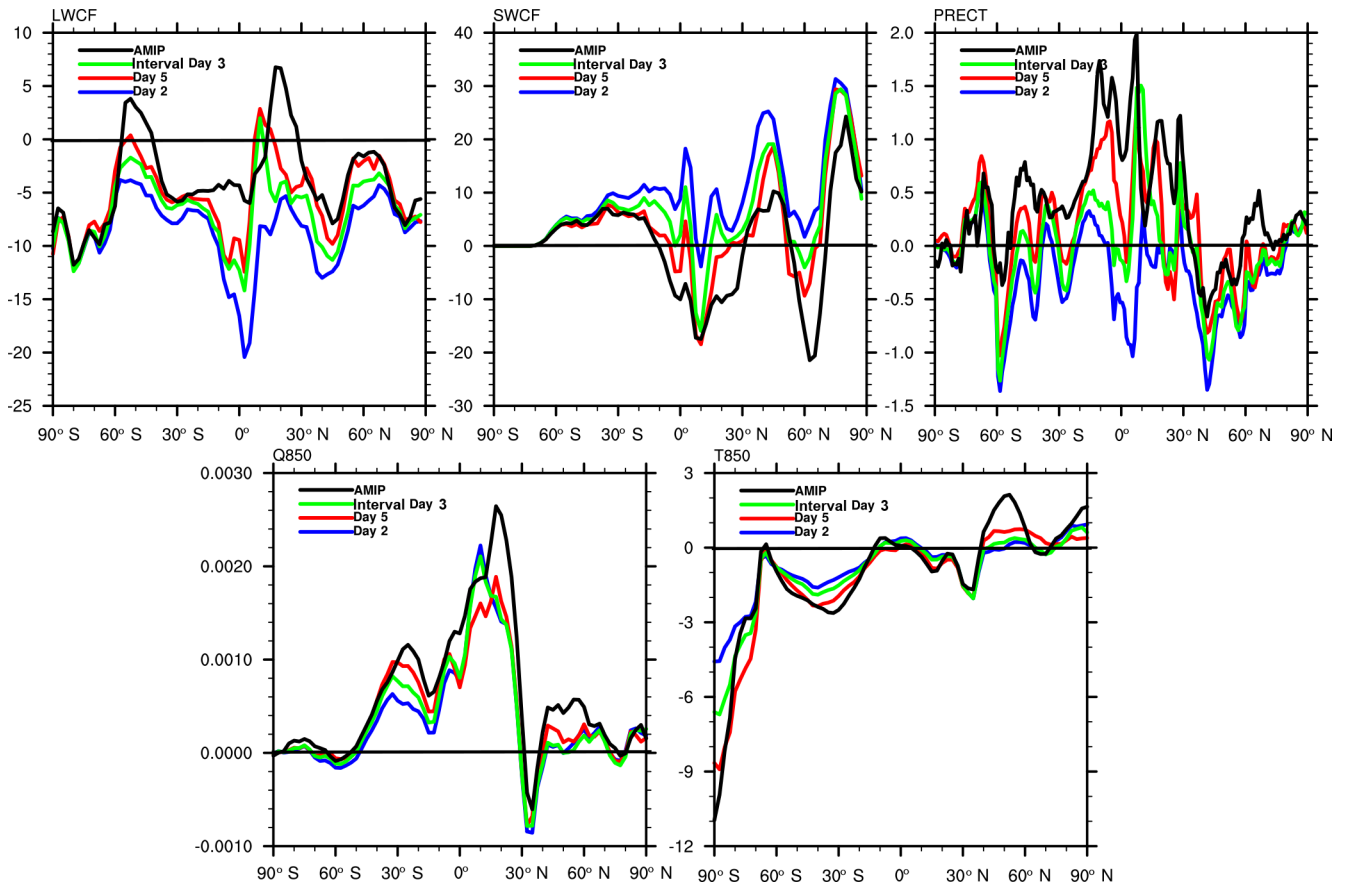 LWCF
10
5
0
-5
-10
-15
-20
-25
AMIP
Interval Day 3
Day 5
Day 2
90° S 60° S 30° S 0° 30° N 60° N 90° N
SWCF
40
30
20
10
0
10
20
30
AMIP
Interval Day 3
Day 5
Day 2
90° S 60° S 30° S 0° 30° N 60° N 90° N
PRECT
2.0
1.5
1.0
0.5
0.0
-0.5
-1.0
-1.5
AMIP
Interval Day 3
Day 5
Day 2
90° S 60° S 30° S 0° 30° N 60° N 90° N
Q850
0.0030
0.0020
0.0010
0.0000
-0.0010
AMIP
Interval Day 3
Day 5
Day 2
90° S 60° S 30° S 0° 30° N 60° N 90° N
T850
3
0
-3
-6
-9
-12
AMIP
Interval Day 3
Day 5
Day 2
90° S 60° S 30° S 0° 30° N 60° N 90° N